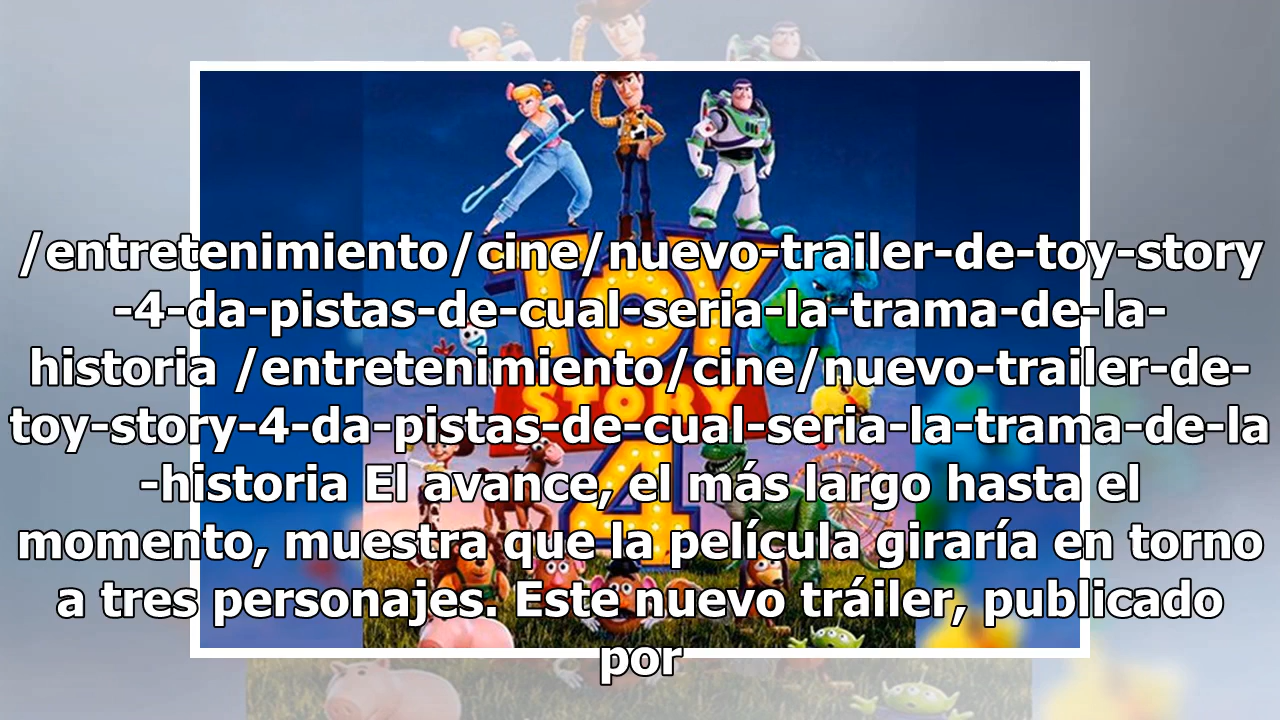 /entretenimiento/cine/nuevo-trailer-de-toy-story
-4-da-pistas-de-cual-seria-la-trama-de-la-
historia /entretenimiento/cine/nuevo-trailer-de-
toy-story-4-da-pistas-de-cual-seria-la-trama-de-la
-historia El avance, el más largo hasta el
momento, muestra que la película giraría en torno
a tres personajes. Este nuevo tráiler, publicado
por
TOY
STORY
4